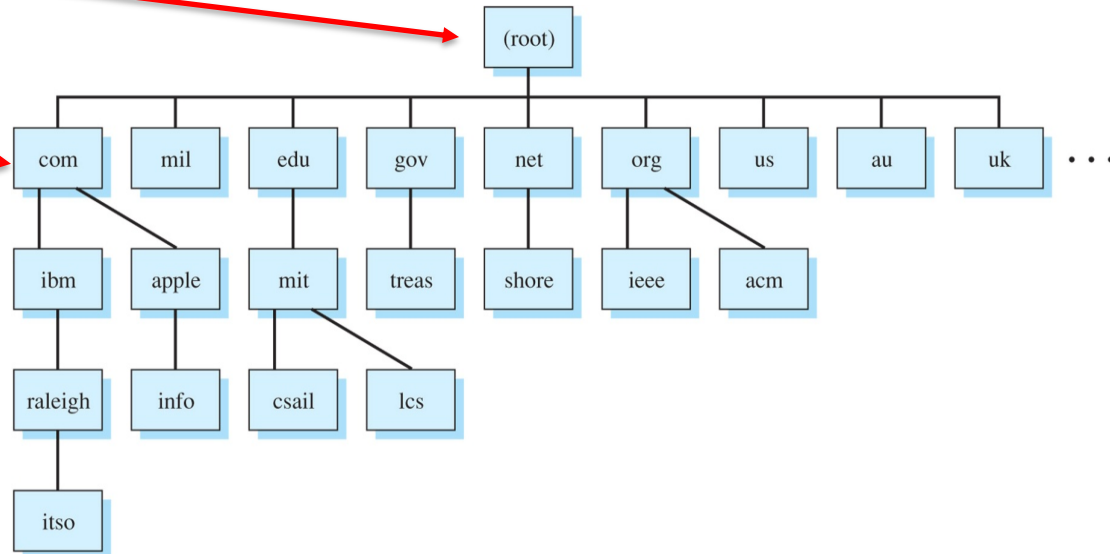 (root)
com mil edu gov net org us au uk . . .
ibm apple mit treas shore ieee acm
raleigh info csail lcs
itso